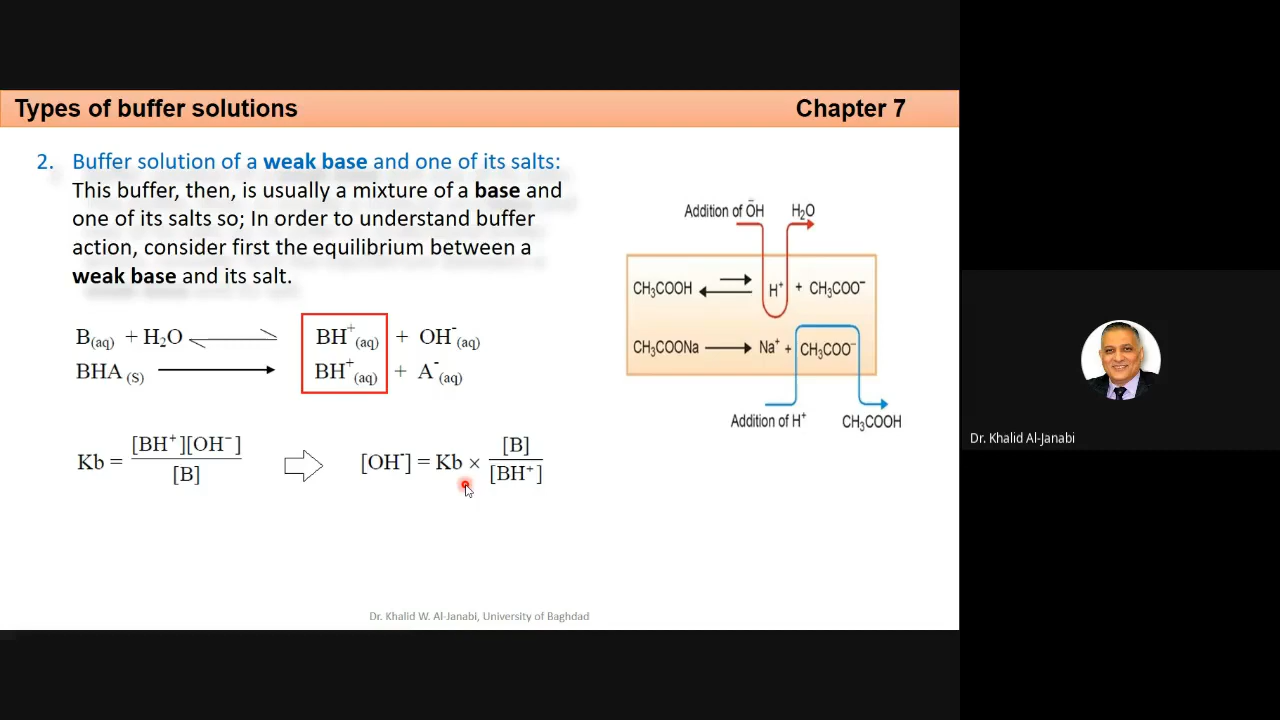 Types of buffer solutions
Chapter 7
2. Buffer solution of a weak base and one of its salts:
This buffer, then, is usually a mixture of a base and
one of its salts so; In order to understand buffer
action, consider first the equilibrium between a
weak base and its salt.
B(aq) + H₂O ⇌ BH⁺(aq) + OH⁻(aq)
BHA (S) ⟶ BH⁺(aq) + A⁻(aq)
Kb = [BH⁺][OH⁻] / [B] ⇨ [OH⁻] = Kb × [B] / [BH⁺]
Addition of ŌH H₂O
CH₃COOH ⇌ H⁺ + CH₃COO⁻
CH₃COONa ⟶ Na⁺ + CH₃COO⁻
Addition of H⁺ CH₃COOH
Dr. Khalid W. Al-Janabi, University of Baghdad
Dr. Khalid Al-Janabi